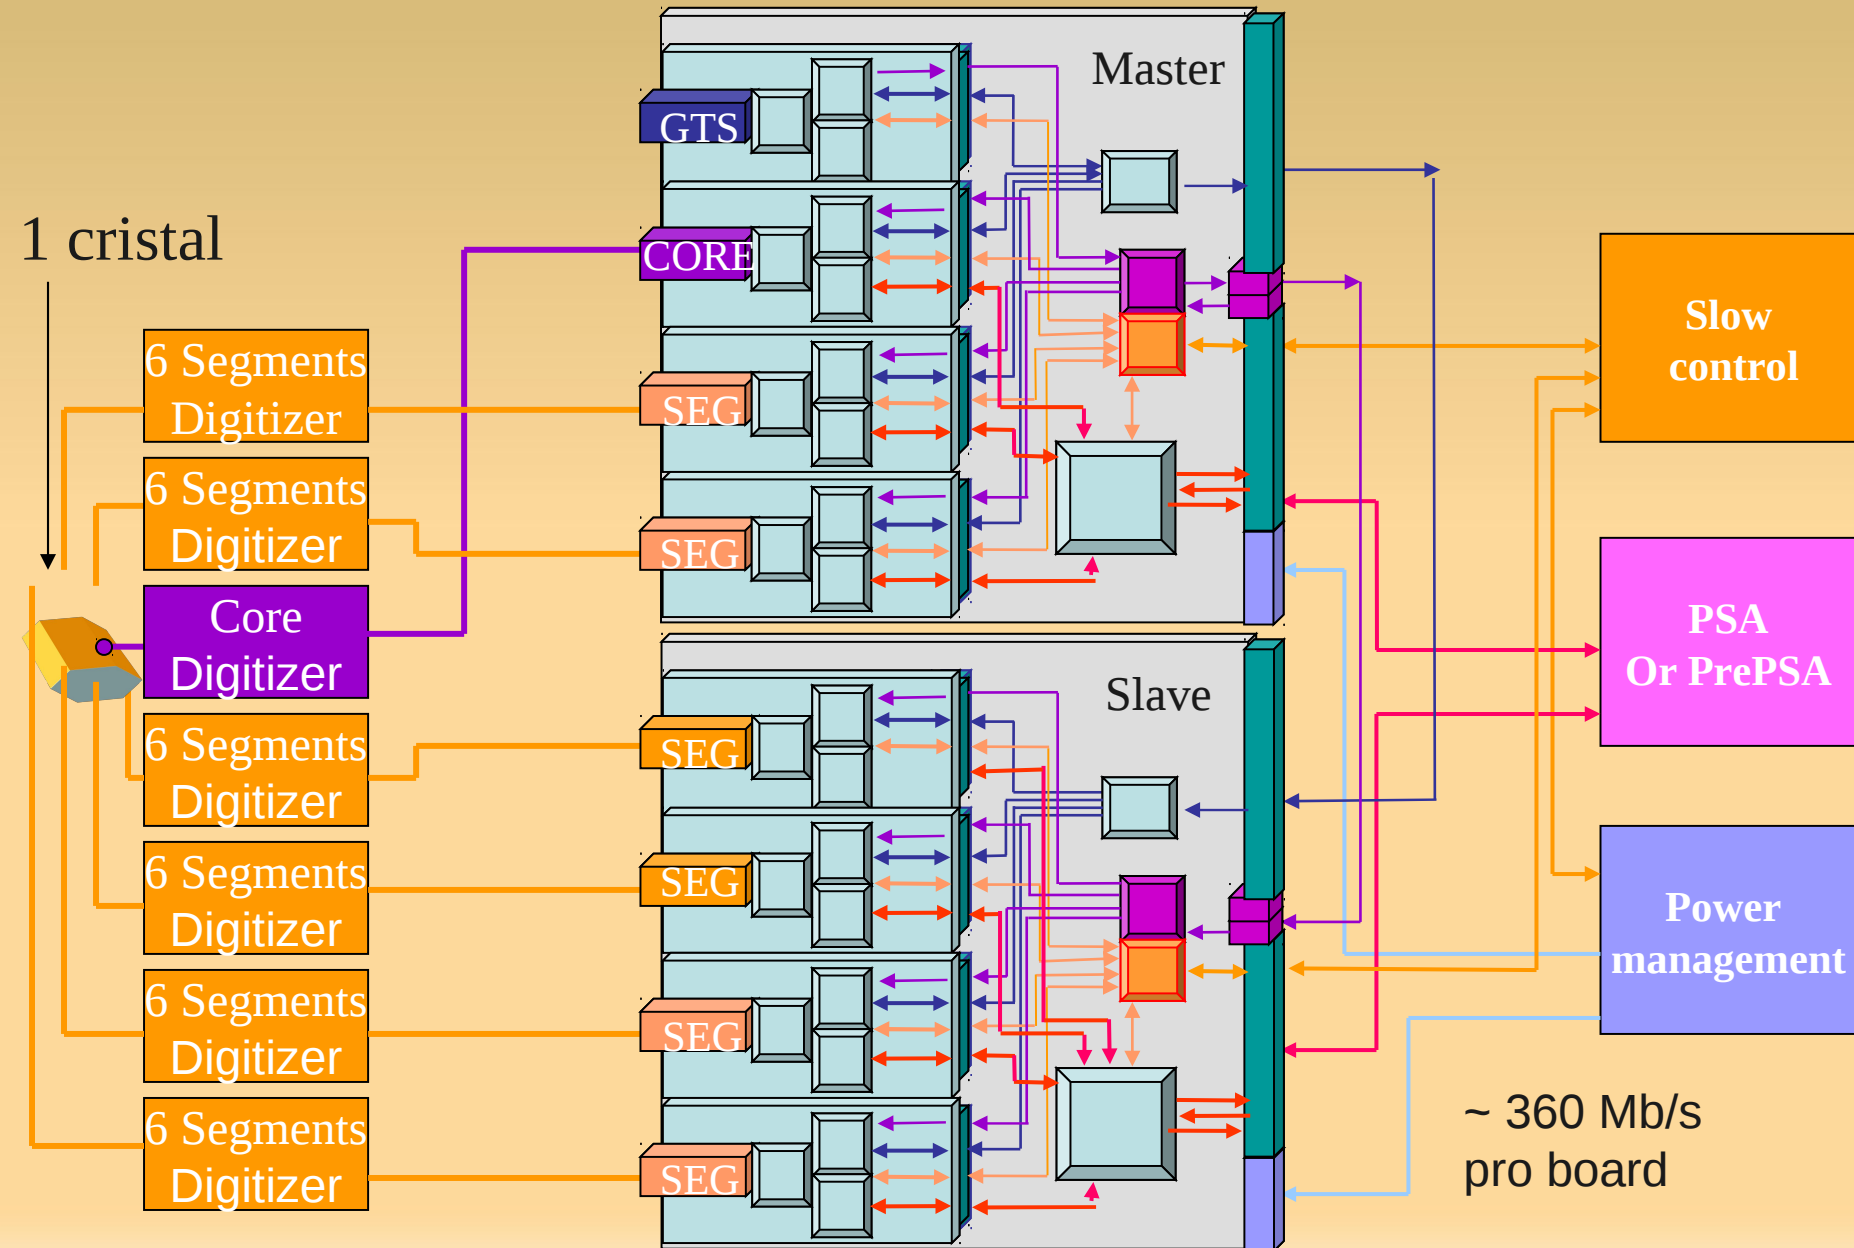 1 cristal
6 Segments
Digitizer
6 Segments
Digitizer
Core
Digitizer
6 Segments
Digitizer
6 Segments
Digitizer
6 Segments
Digitizer
6 Segments
Digitizer
Master
GTS
CORE
SEG
SEG
Slave
SEG
SEG
SEG
SEG
Slow
control
PSA
Or PrePSA
Power
management
~ 360 Mb/s
pro board